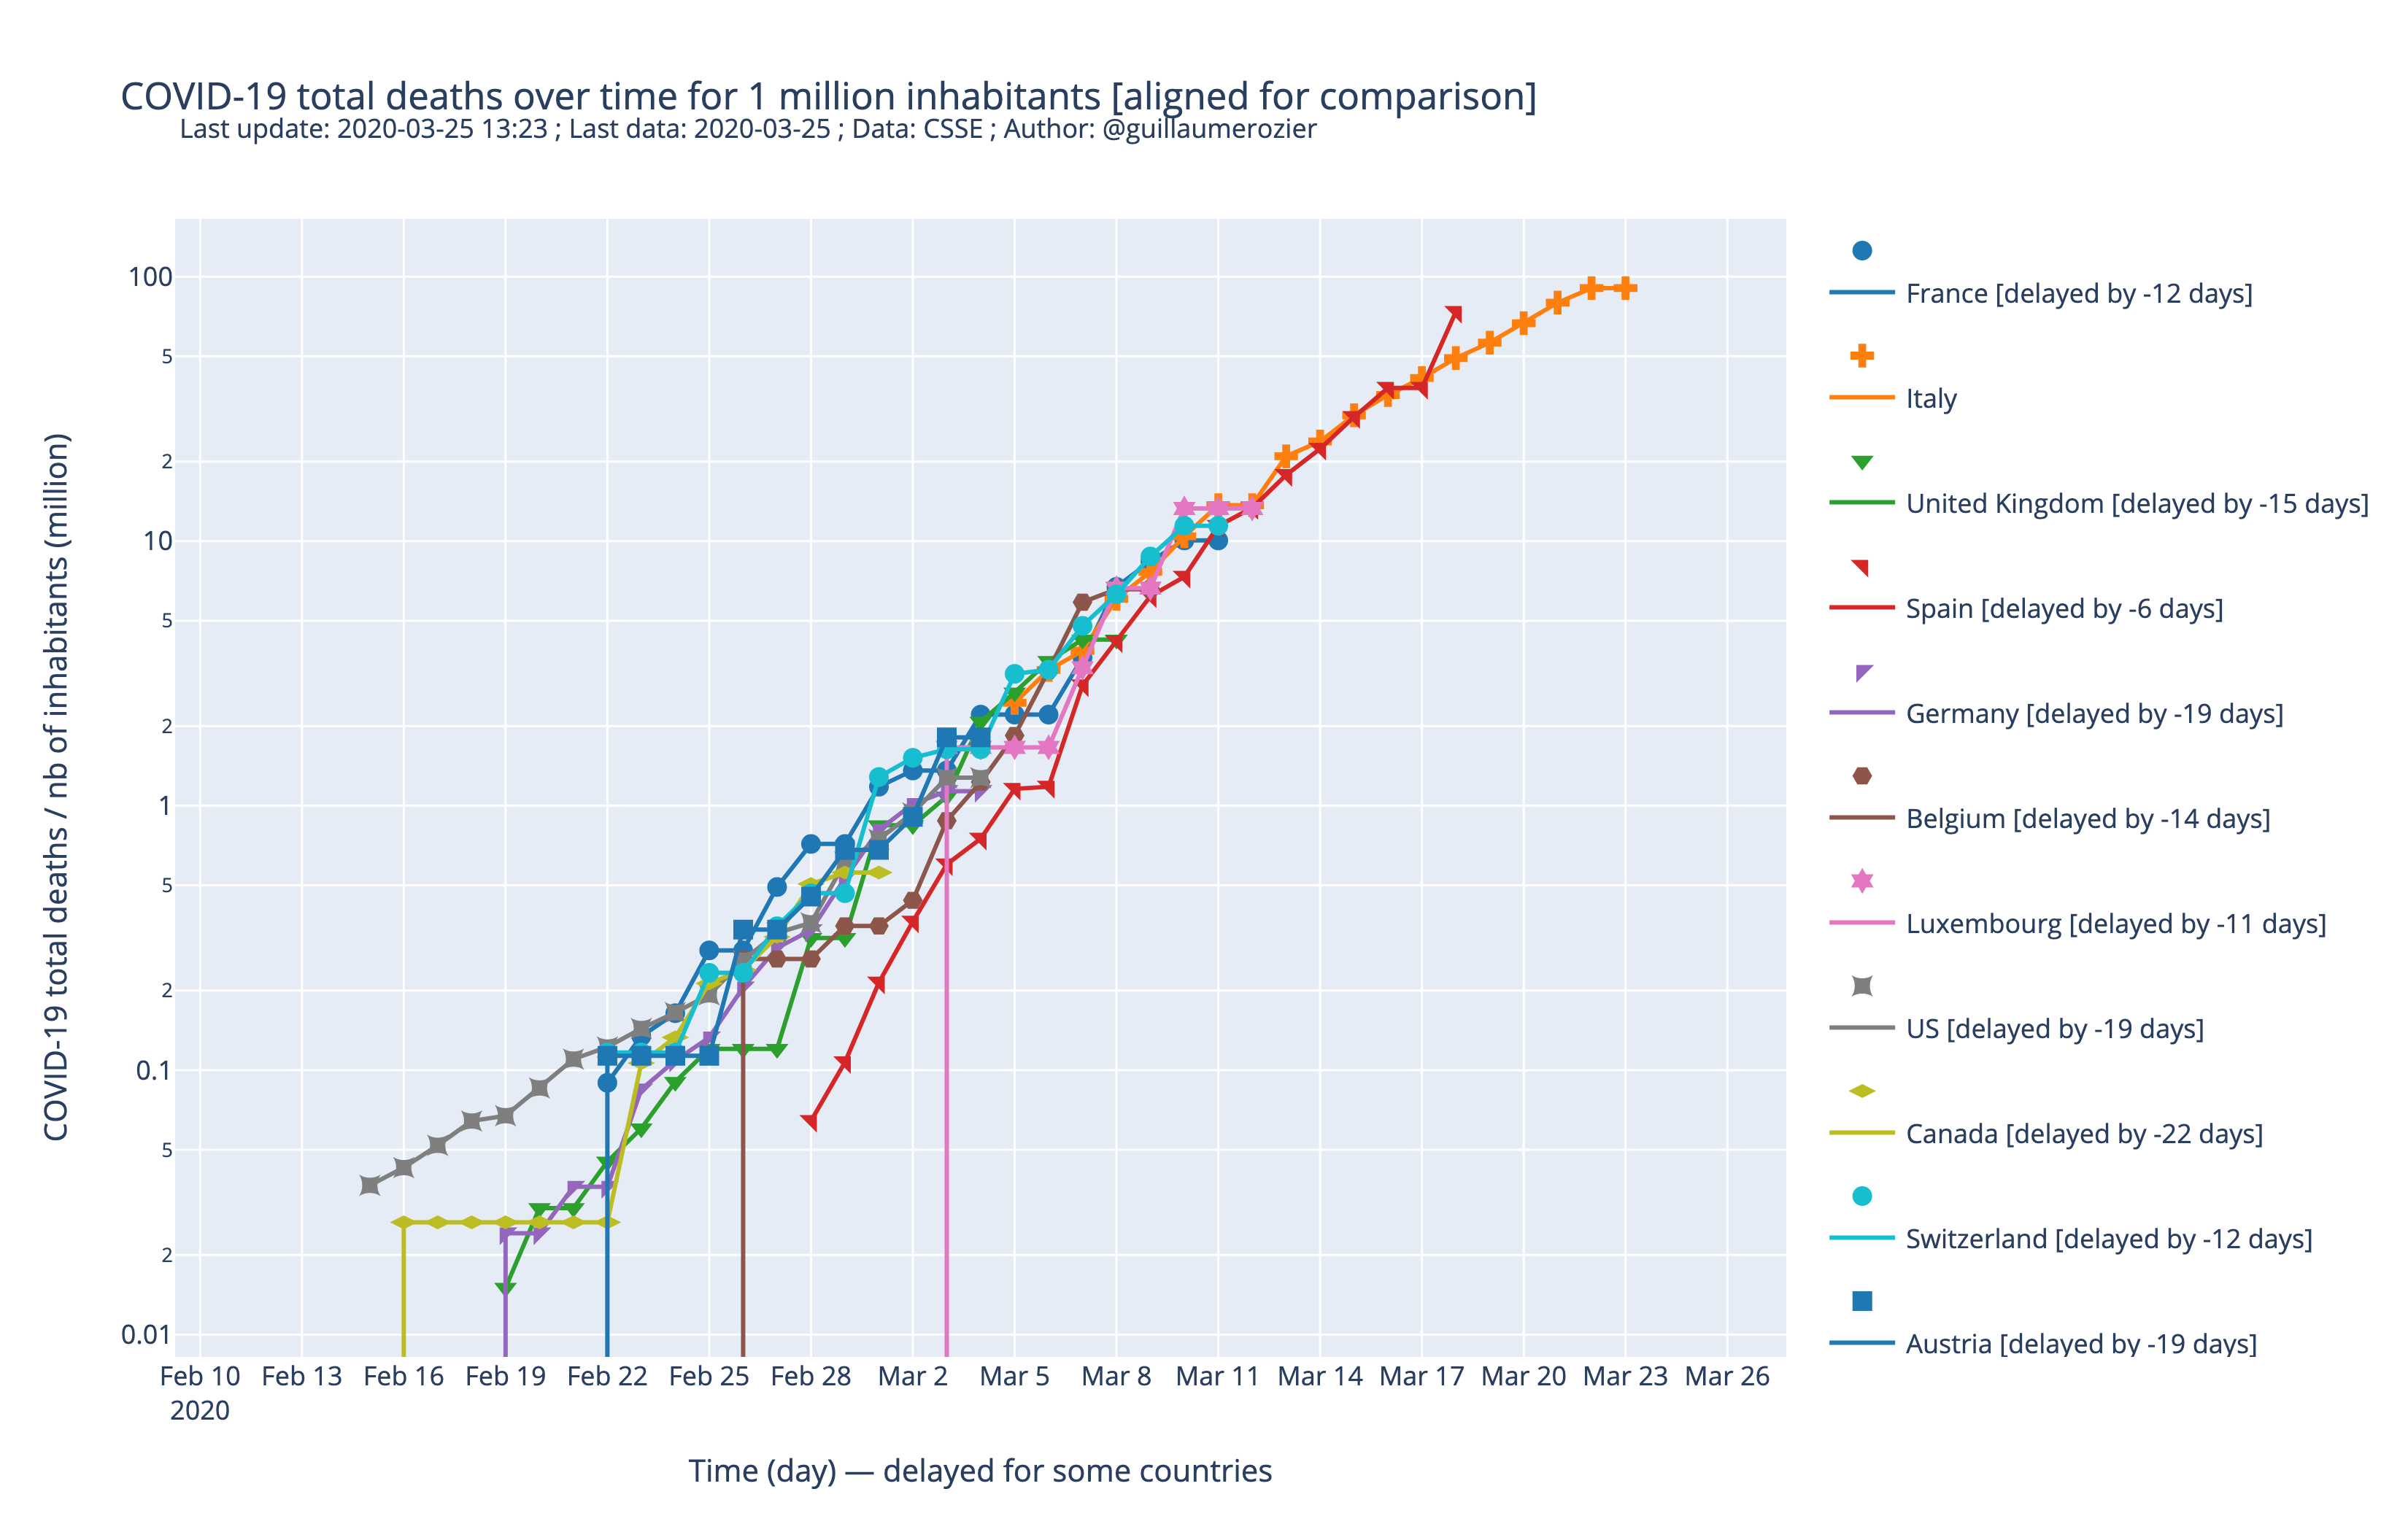 COVID-19 total deaths over time for 1 million inhabitants [aligned for comparison]
Last update: 2020-03-25 13:23 ; Last data: 2020-03-25 ; Data: CSSE ; Author: @guillaumerozier
COVID-19 total deaths / nb of inhabitants (million)
100
5
2
10
5
2
1
5
2
0.1
5
2
0.01
Feb 10 Feb 13 Feb 16 Feb 19 Feb 22 Feb 25 Feb 28 Mar 2 Mar 5 Mar 8 Mar 11 Mar 14 Mar 17 Mar 20 Mar 23 Mar 26
2020
Time (day) — delayed for some countries
France [delayed by -12 days]
Italy
United Kingdom [delayed by -15 days]
Spain [delayed by -6 days]
Germany [delayed by -19 days]
Belgium [delayed by -14 days]
Luxembourg [delayed by -11 days]
US [delayed by -19 days]
Canada [delayed by -22 days]
Switzerland [delayed by -12 days]
Austria [delayed by -19 days]